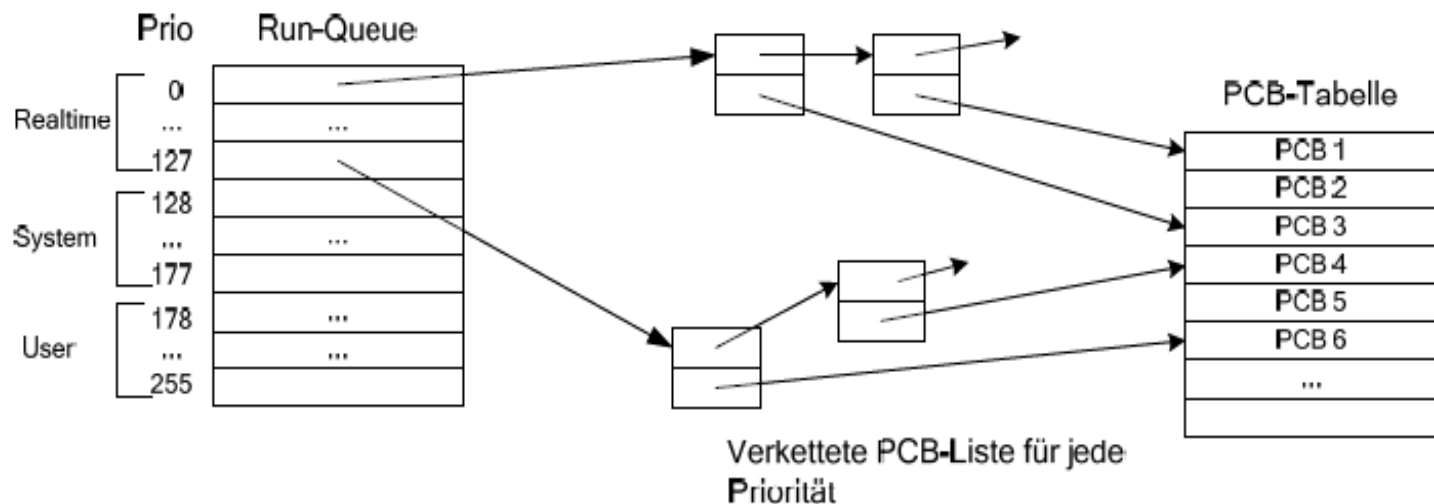 Prio Run-Queue
Realtime
0
... ...
127
System
128
... ...
177
User
178 ...
... ...
255
PCB-Tabelle
PCB 1
PCB 2
PCB 3
PCB 4
PCB 5
PCB 6
...
Verkettete PCB-Liste für jede
Priorität